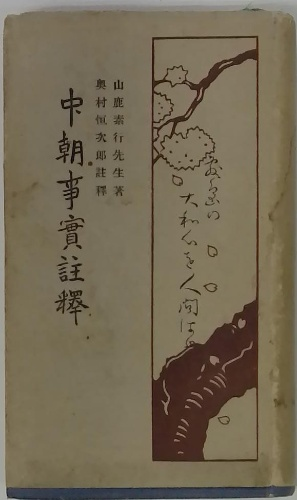 山鹿素行先生著
奥村恒次郎註釋
中朝事實註釋
大和心を人問はゞ